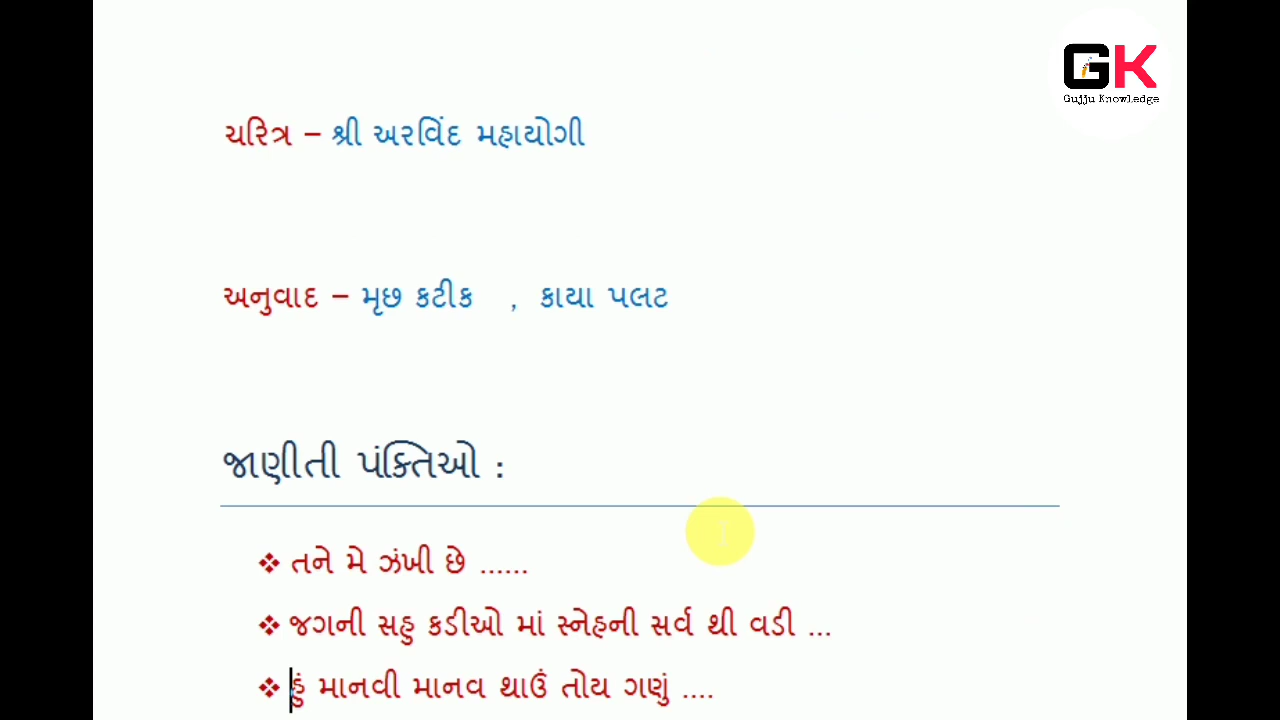 GK
Gujju Knowledge
ચરિત્ર – શ્રી અરવિંદ મહાયોગી
અનુવાદ – મૃછ કટીક , કાયા પલટ
જાણીતી પંક્તિઓ :
❖ તને મે ઝંખી છે ......
❖ જગની સહુ કડીઓ માં સ્નેહની સર્વ થી વડી ...
❖ હું માનવી માનવ થાઉં તોય ગણું ....